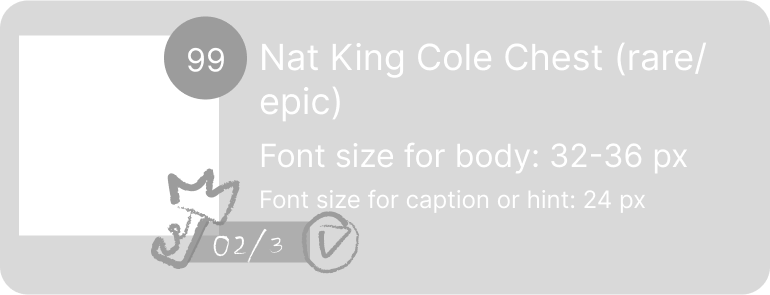 99
Nat King Cole Chest (rare/
epic)
Font size for body: 32-36 px
Font size for caption or hint: 24 px
02/3